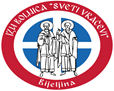 JZU BOLNICA "SVETI VRAČEVI"
Bijeljina